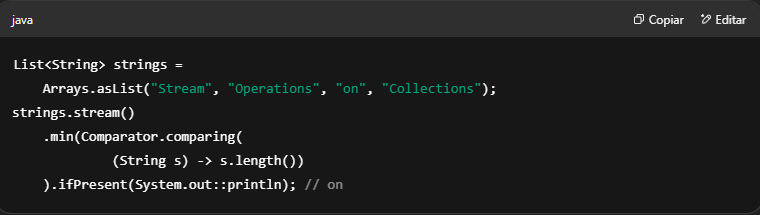 java Copiar Editar
List<String> strings =
    Arrays.asList("Stream", "Operations", "on", "Collections");
strings.stream()
    .min(Comparator.comparing(
            (String s) -> s.length())
    ).ifPresent(System.out::println); // on